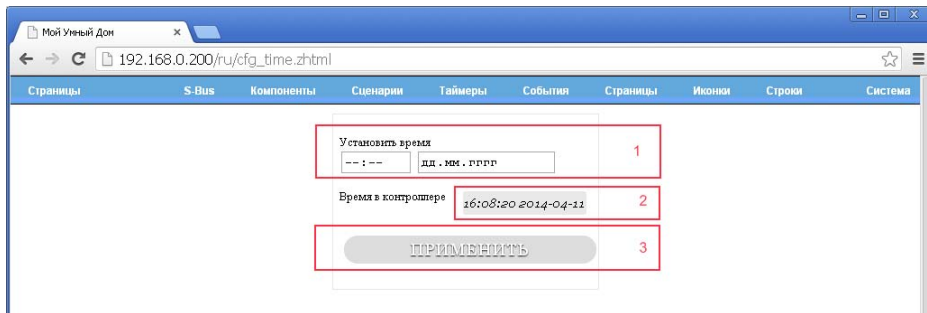 Мой Умный Дом
192.168.0.200/ru/cfg_time.zhtml
Страницы S-Bus Компоненты Сценарии Таймеры События Страницы Иконки Строки Система
Установить время
--:-- дд.мм.гггг 1
Время в контроллере 16:08:20 2014-04-11 2
ПРИМЕНИТЬ 3